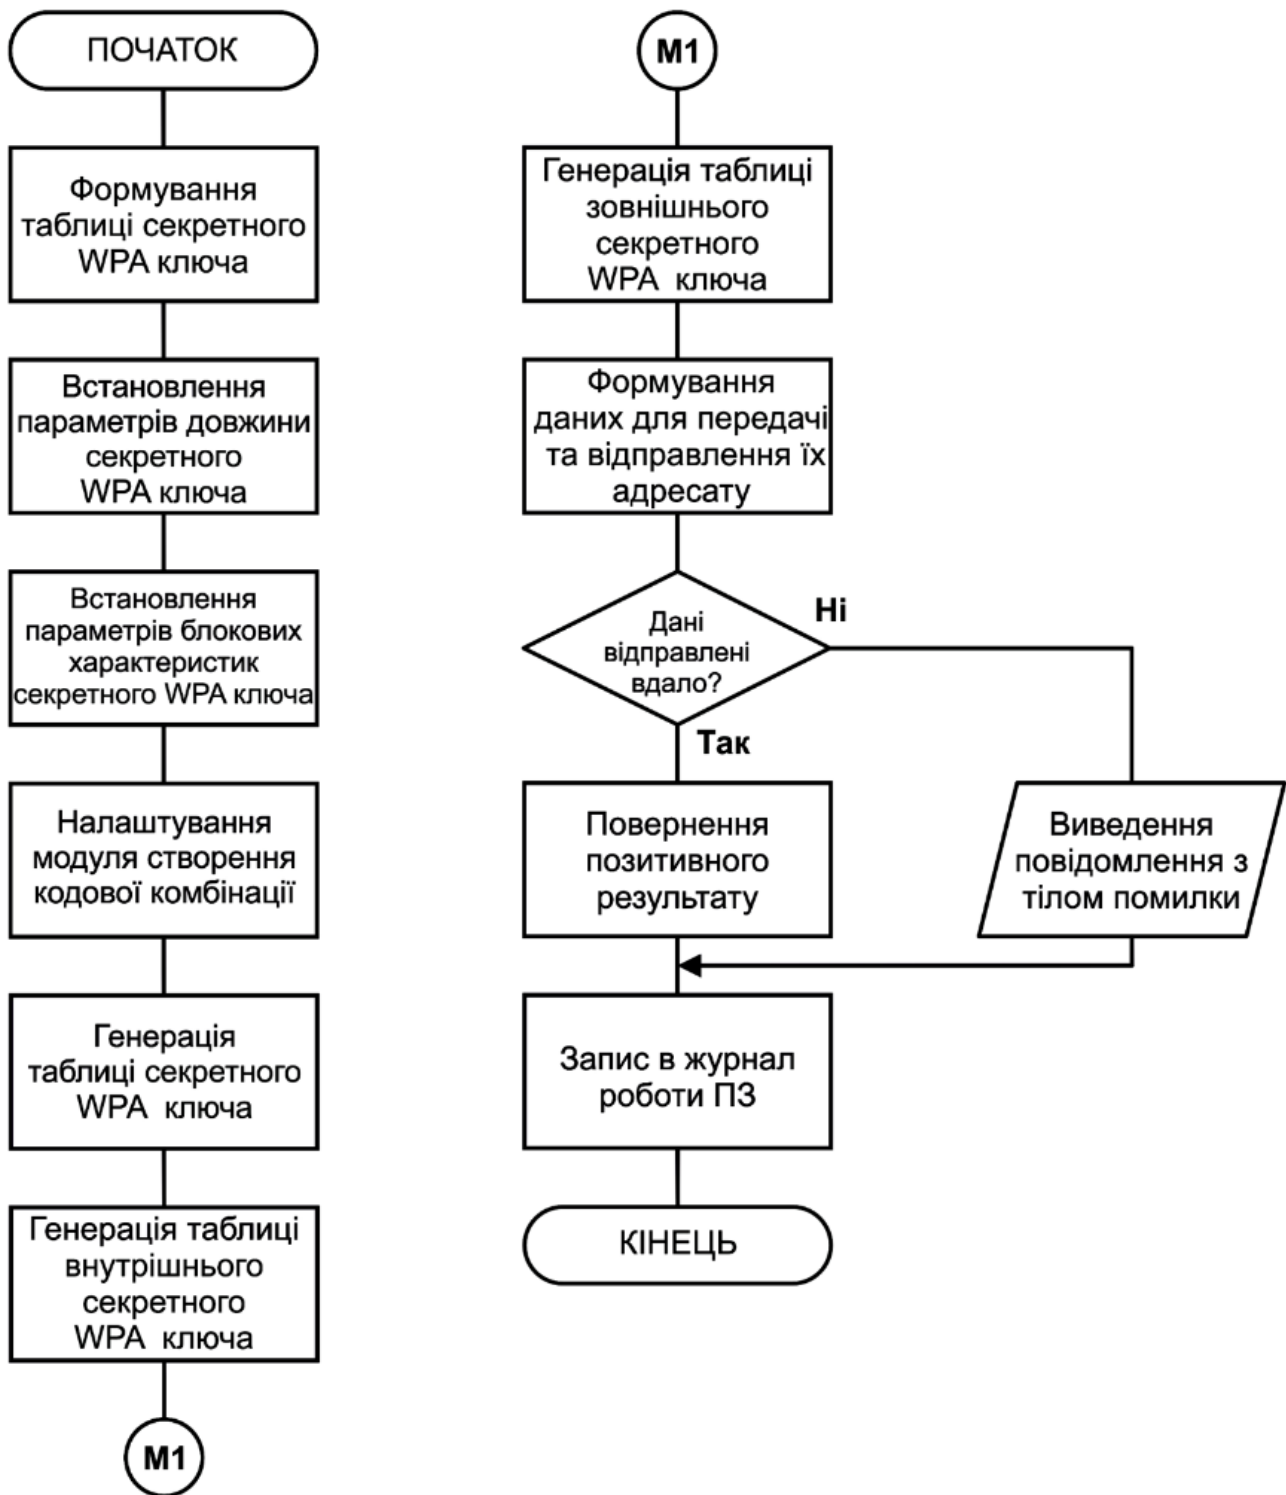 ПОЧАТОК
Формування
таблиці секретного
WPA ключа
Встановлення
параметрів довжини
секретного
WPA ключа
Встановлення
параметрів блокових
характеристик
секретного WPA ключа
Налаштування
модуля створення
кодової комбінації
Генерація
таблиці секретного
WPA ключа
Генерація таблиці
внутрішнього
секретного
WPA ключа
М1
М1
Генерація таблиці
зовнішнього
секретного
WPA ключа
Формування
даних для передачі
та відправлення їх
адресату
Дані
відправлені
вдало?
Ні
Так
Повернення
позитивного
результату
Виведення
повідомлення з
тілом помилки
Запис в журнал
роботи ПЗ
КІНЕЦЬ